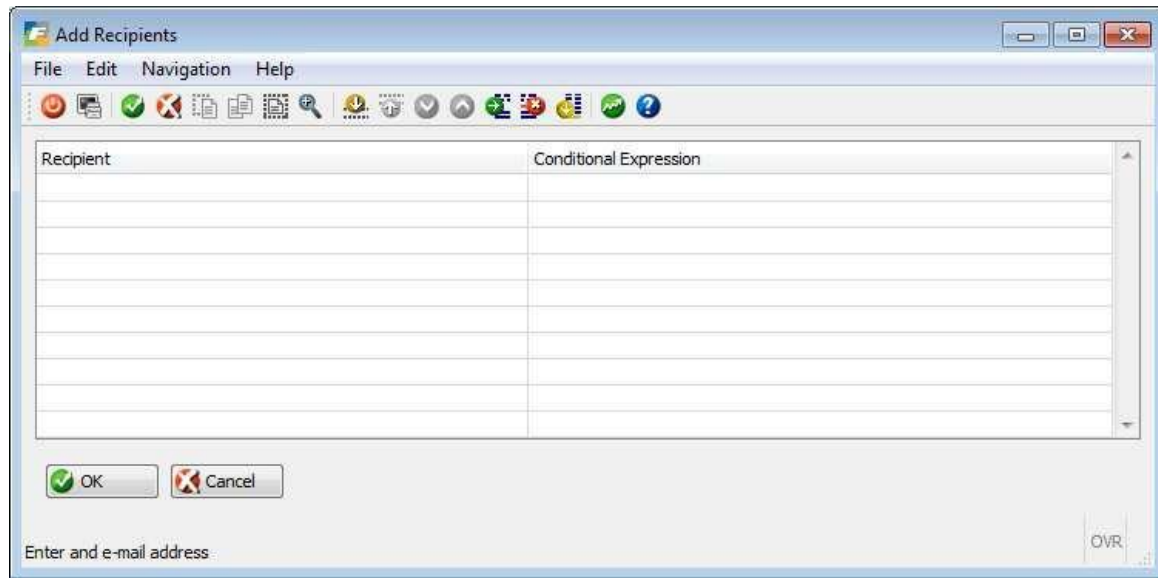 Add Recipients
File Edit Navigation Help
Recipient Conditional Expression
OK Cancel
Enter and e-mail address OVR